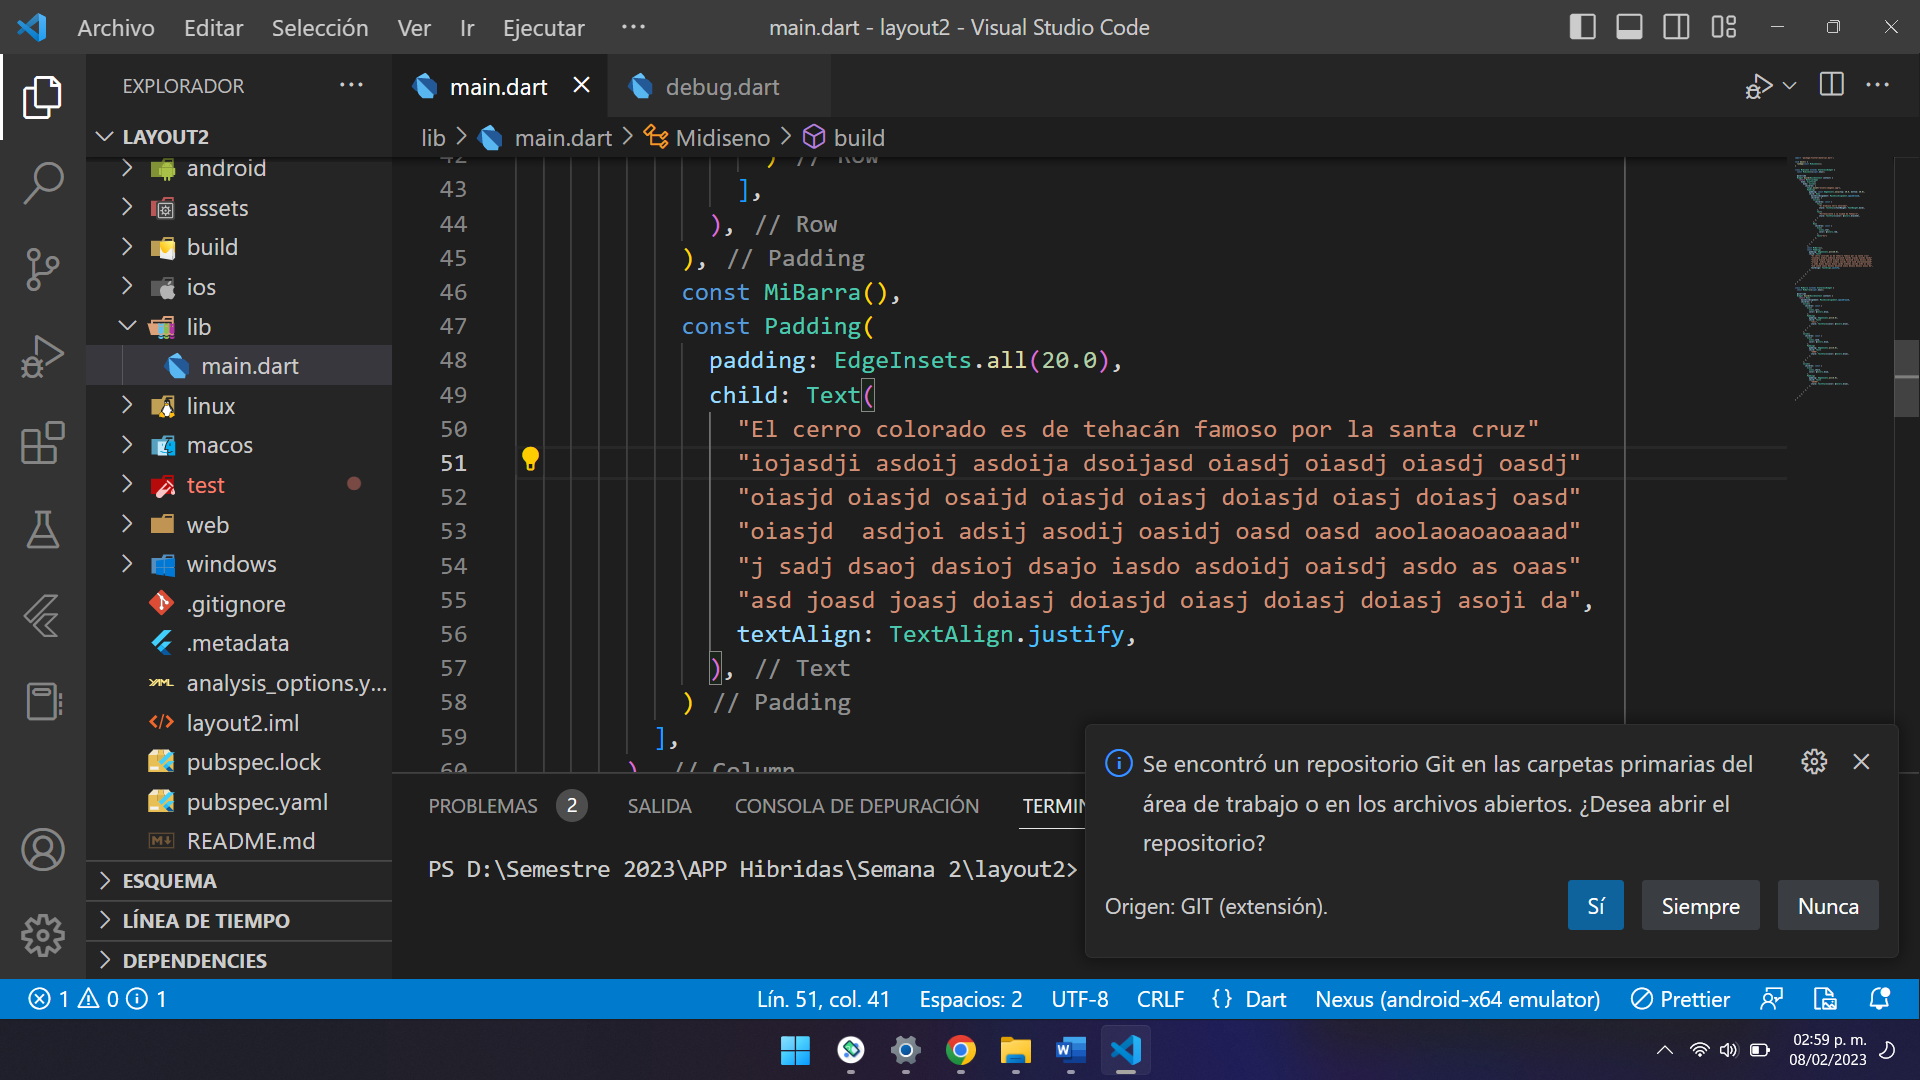 Archivo Editar Selección Ver Ir Ejecutar ··· main.dart - layout2 - Visual Studio Code
EXPLORADOR ···
main.dart
debug.dart
LAYOUT2
lib > main.dart > Midiseno > build
android
assets
build
ios
lib
main.dart
linux
macos
test
web
windows
.gitignore
.metadata
analysis_options.y...
layout2.iml
pubspec.lock
pubspec.yaml
README.md
ESQUEMA
LÍNEA DE TIEMPO
DEPENDENCIES
42 ) // Row
43 ],
44 ), // Row
45 ), // Padding
46 const MiBarra(),
47 const Padding(
48 padding: EdgeInsets.all(20.0),
49 child: Text(
50 "El cerro colorado es de tehacán famoso por la santa cruz"
51 "iojasdji asdoij asdoija dsoijasd oiasdj oiasdj oiasdj oasdj"
52 "oiasjd oiasjd osaijd oiasjd oiasj doiasjd oiasj doiasj oasd"
53 "oiasjd  asdjoi adsij asodij oasidj oasd oasd aoolaoaoaoaaad"
54 "j sadj dsaoj dasioj dsajo iasdo asdoidj oaisdj asdo as oaas"
55 "asd joasd joasj doiasj doiasjd oiasj doiasj doiasj asoji da",
56 textAlign: TextAlign.justify,
57 ), // Text
58 ) // Padding
59 ],
60 ), // Column
PROBLEMAS 2 SALIDA CONSOLA DE DEPURACIÓN TERMIN
PS D:\Semestre 2023\APP Hibridas\Semana 2\layout2>
Se encontró un repositorio Git en las carpetas primarias del
área de trabajo o en los archivos abiertos. ¿Desea abrir el
repositorio?
Origen: GIT (extensión).
Sí
Siempre
Nunca
1 0 1
Lín. 51, col. 41 Espacios: 2 UTF-8 CRLF {} Dart Nexus (android-x64 emulator) Prettier
02:59 p. m.
08/02/2023